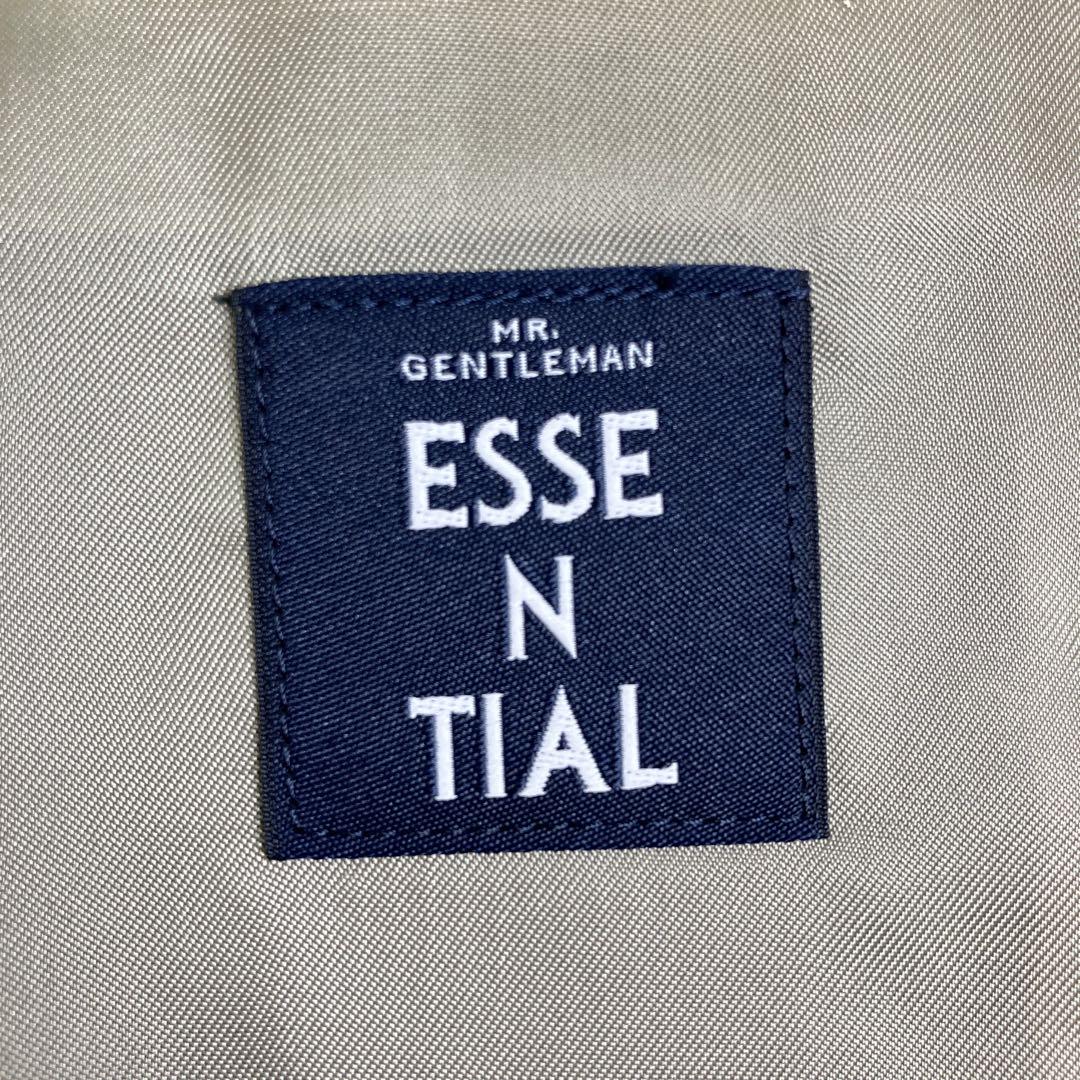 MR.
GENTLEMAN
ESSE
N
TIAL